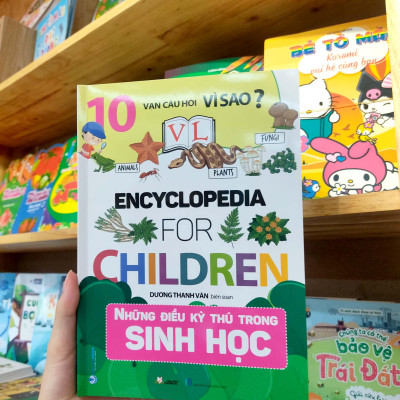 10 VẠN CÂU HỎI VÌ SAO?
VL
ANIMALS
PLANTS
FUNGI
ENCYCLOPEDIA
FOR
CHILDREN
DƯƠNG THANH VÂN biên soạn
NHỮNG ĐIỀU KỲ THÚ TRONG
SINH HỌC
BÉ TÔ MÀU
Kuromi
vui hè cùng bạn
Chúng ta có thể
bảo vệ
Trái Đất